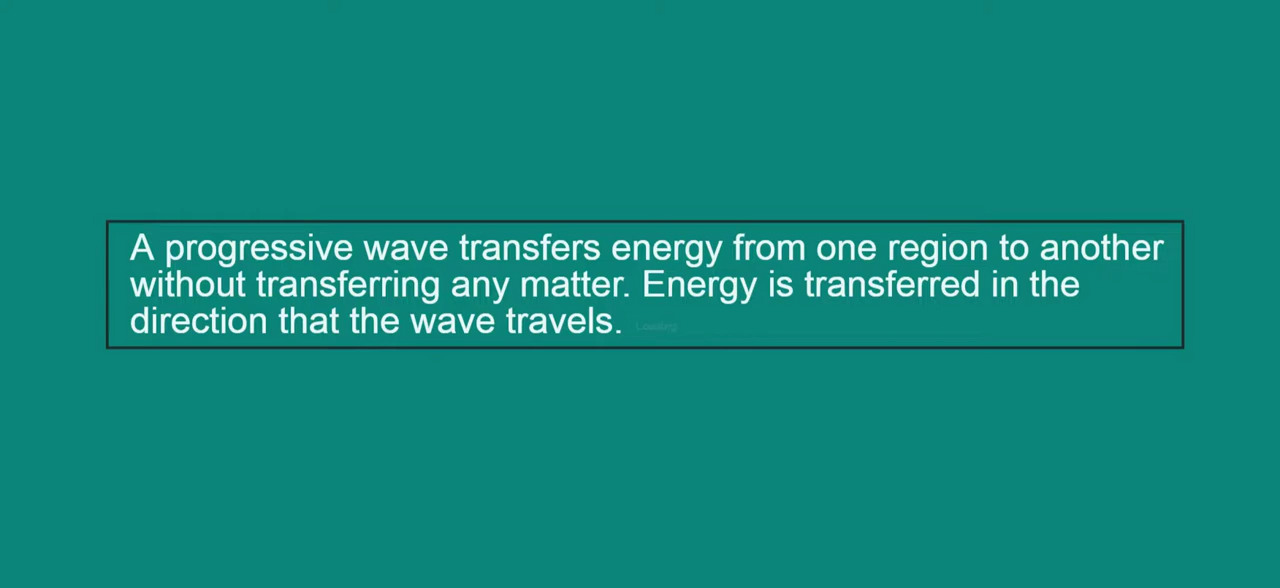 A progressive wave transfers energy from one region to another
without transferring any matter. Energy is transferred in the
direction that the wave travels.
Loading